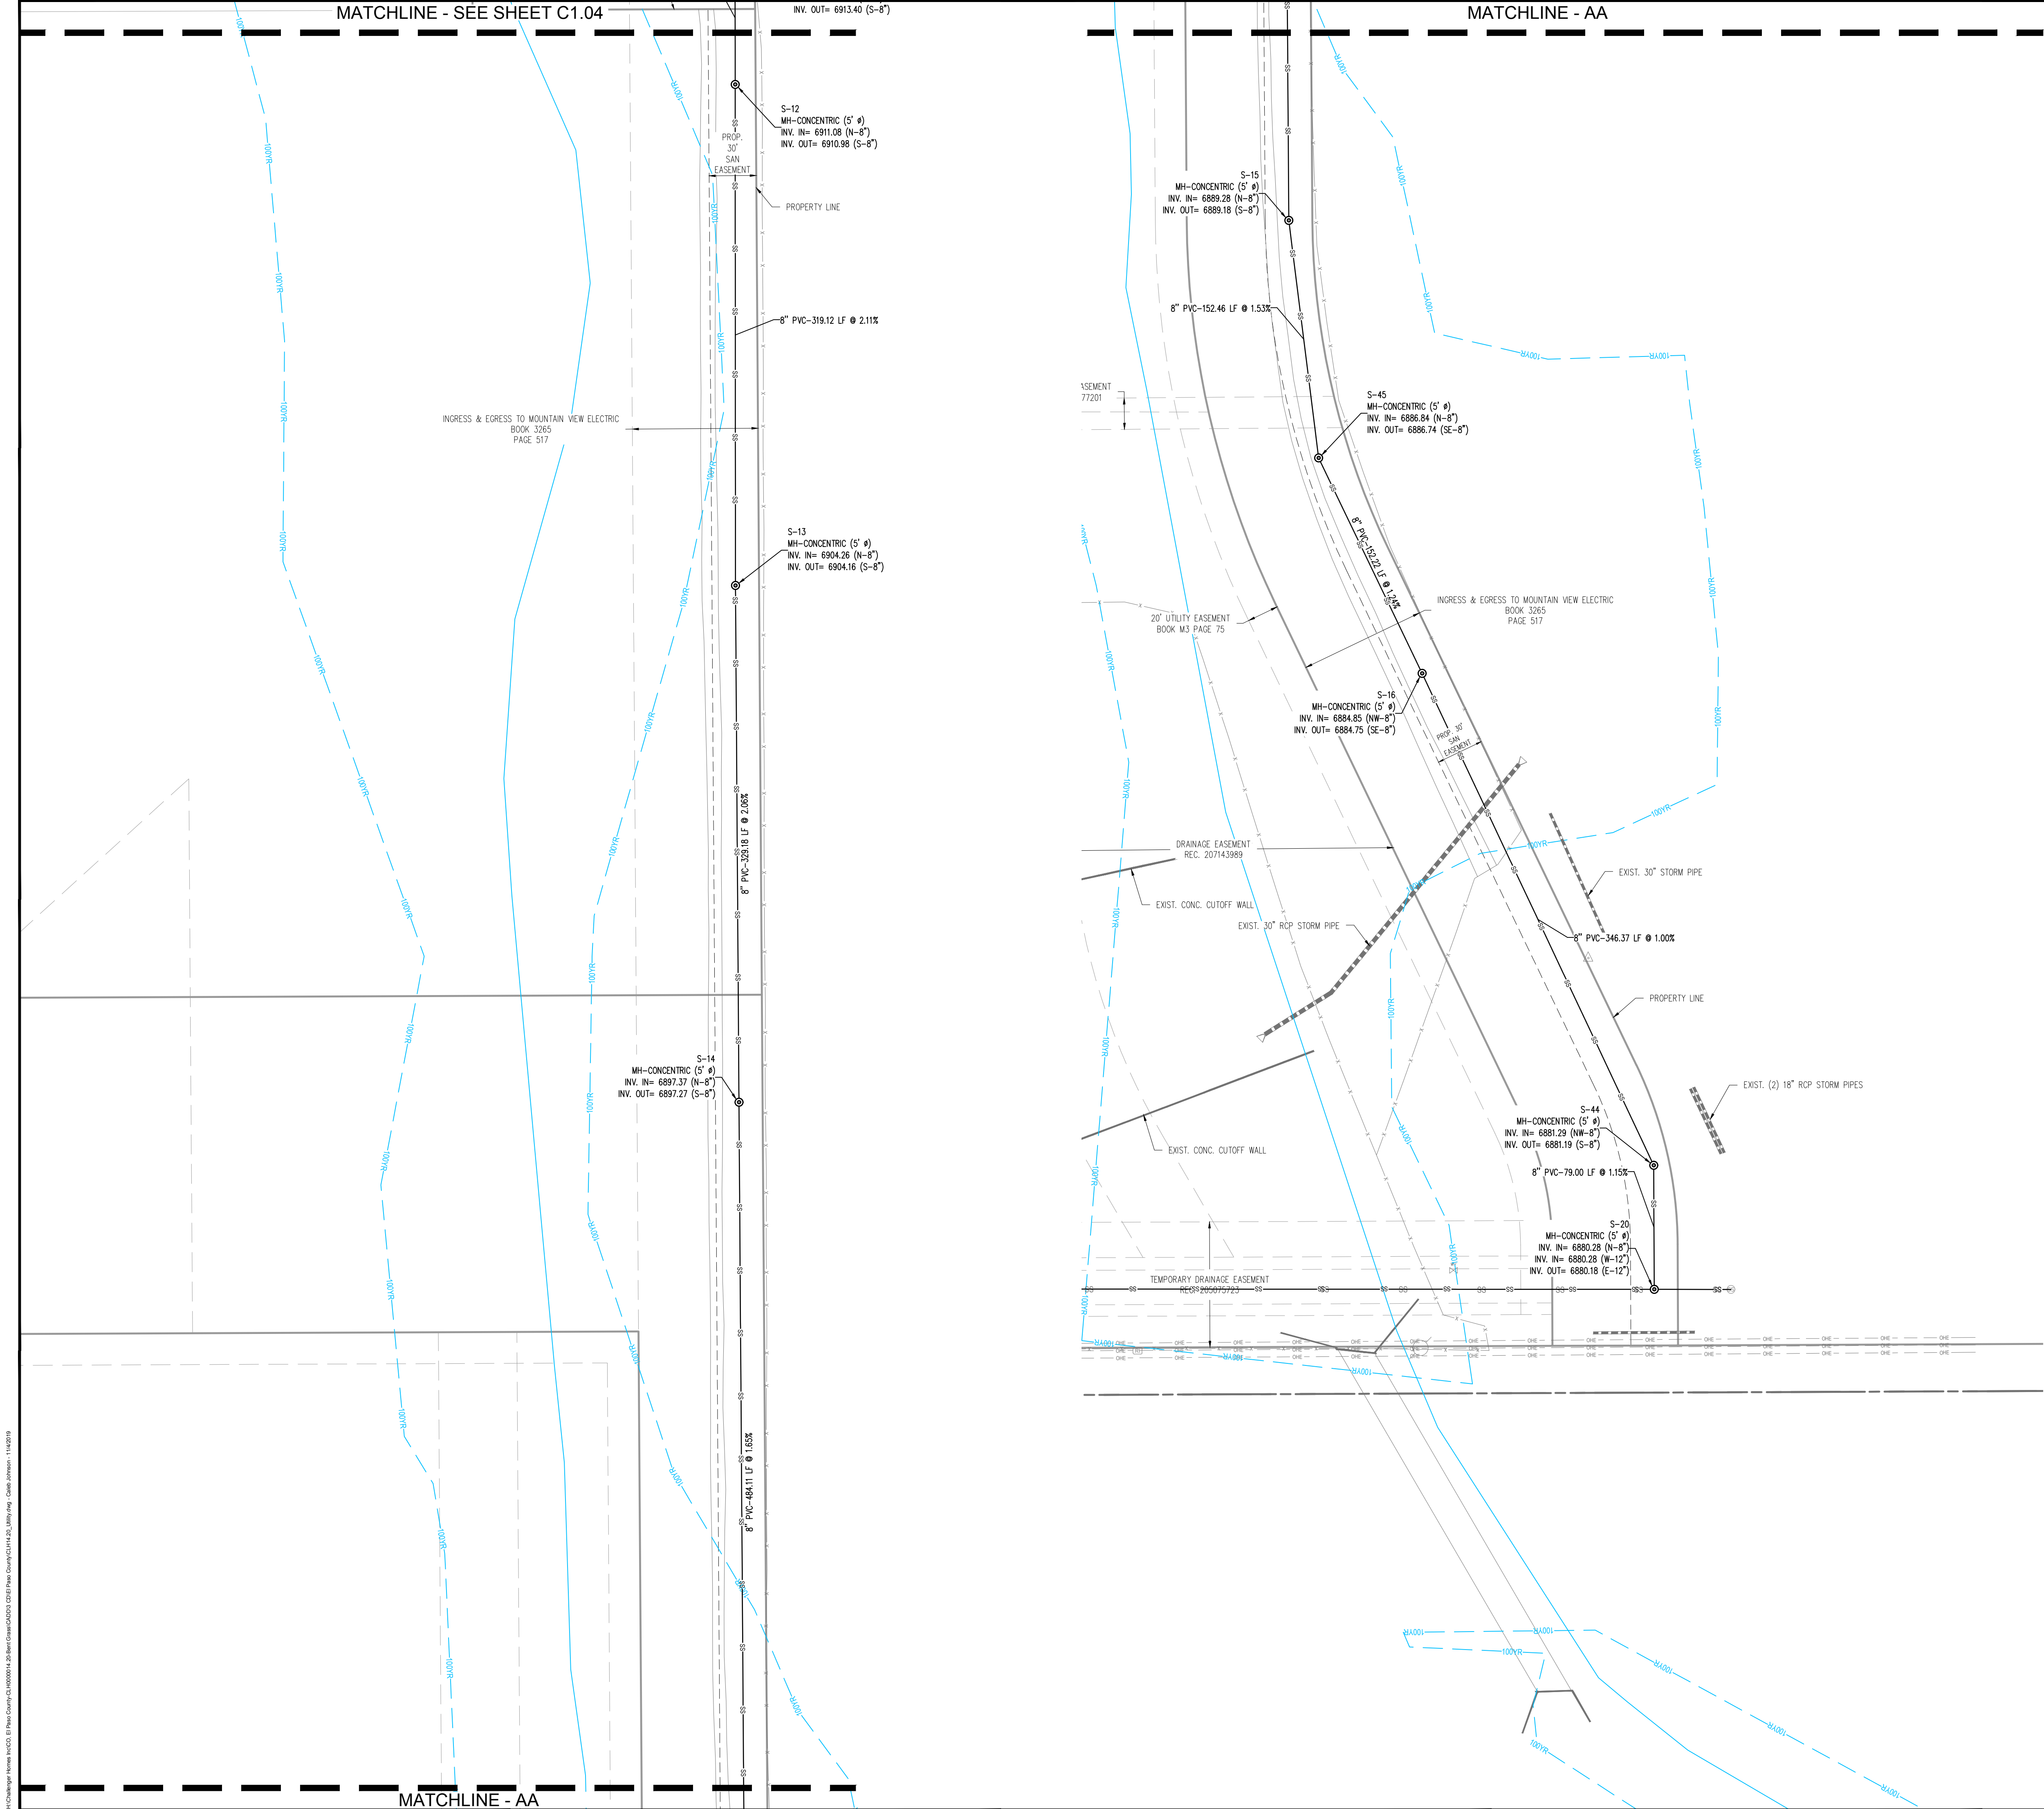 MATCHLINE - SEE SHEET C1.04
INV. OUT= 6913.40 (S-8")
S-12
MH-CONCENTRIC (5' ø)
INV. IN= 6911.08 (N-8")
INV. OUT= 6910.98 (S-8")
PROP.
30'
SAN
EASEMENT
PROPERTY LINE
8" PVC-319.12 LF @ 2.11%
INGRESS & EGRESS TO MOUNTAIN VIEW ELECTRIC
BOOK 3265
PAGE 517
S-13
MH-CONCENTRIC (5' ø)
INV. IN= 6904.26 (N-8")
INV. OUT= 6904.16 (S-8")
8" PVC-329.18 LF @ 2.06%
S-14
MH-CONCENTRIC (5' ø)
INV. IN= 6897.37 (N-8")
INV. OUT= 6897.27 (S-8")
8" PVC-484.11 LF @ 1.65%
MATCHLINE - AA
MATCHLINE - AA
S-15
MH-CONCENTRIC (5' ø)
INV. IN= 6889.28 (N-8")
INV. OUT= 6889.18 (S-8")
8" PVC-152.46 LF @ 1.53%
ASEMENT
77201
S-45
MH-CONCENTRIC (5' ø)
INV. IN= 6886.84 (N-8")
INV. OUT= 6886.74 (SE-8")
8" PVC-152.22 LF @ 1.24%
INGRESS & EGRESS TO MOUNTAIN VIEW ELECTRIC
BOOK 3265
PAGE 517
20' UTILITY EASEMENT
BOOK M3 PAGE 75
S-16
MH-CONCENTRIC (5' ø)
INV. IN= 6884.85 (NW-8")
INV. OUT= 6884.75 (SE-8")
PROP. 30'
SAN
EASEMENT
DRAINAGE EASEMENT
REC. 207143989
EXIST. 30" STORM PIPE
EXIST. CONC. CUTOFF WALL
EXIST. 30" RCP STORM PIPE
8" PVC-346.37 LF @ 1.00%
PROPERTY LINE
EXIST. (2) 18" RCP STORM PIPES
S-44
MH-CONCENTRIC (5' ø)
INV. IN= 6881.29 (NW-8")
INV. OUT= 6881.19 (S-8")
EXIST. CONC. CUTOFF WALL
8" PVC-79.00 LF @ 1.15%
S-20
MH-CONCENTRIC (5' ø)
INV. IN= 6880.28 (N-8")
INV. IN= 6880.28 (W-12")
INV. OUT= 6880.18 (E-12")
TEMPORARY DRAINAGE EASEMENT
REC. 205075723
100YR
SS
OHE